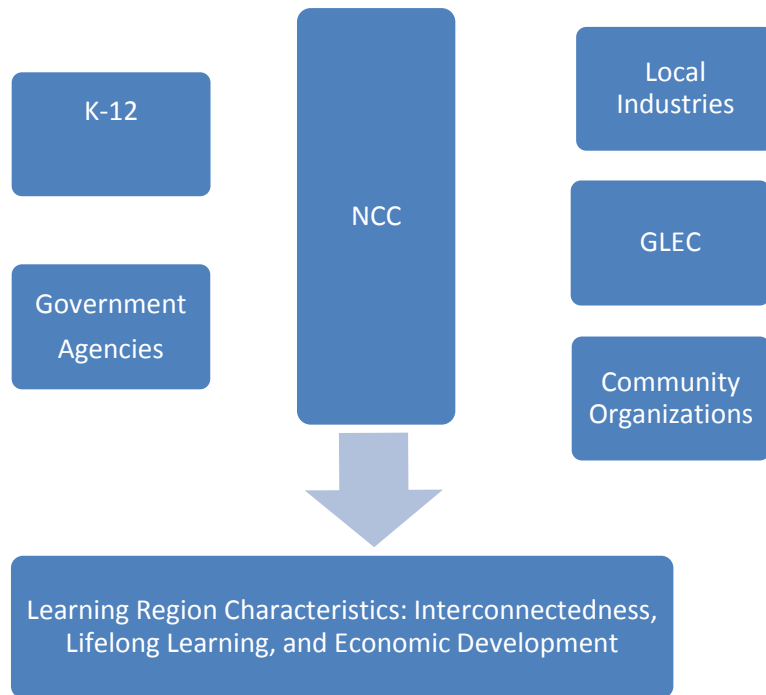 K-12
Government
Agencies
NCC
Local
Industries
GLEC
Community
Organizations
Learning Region Characteristics: Interconnectedness,
Lifelong Learning, and Economic Development